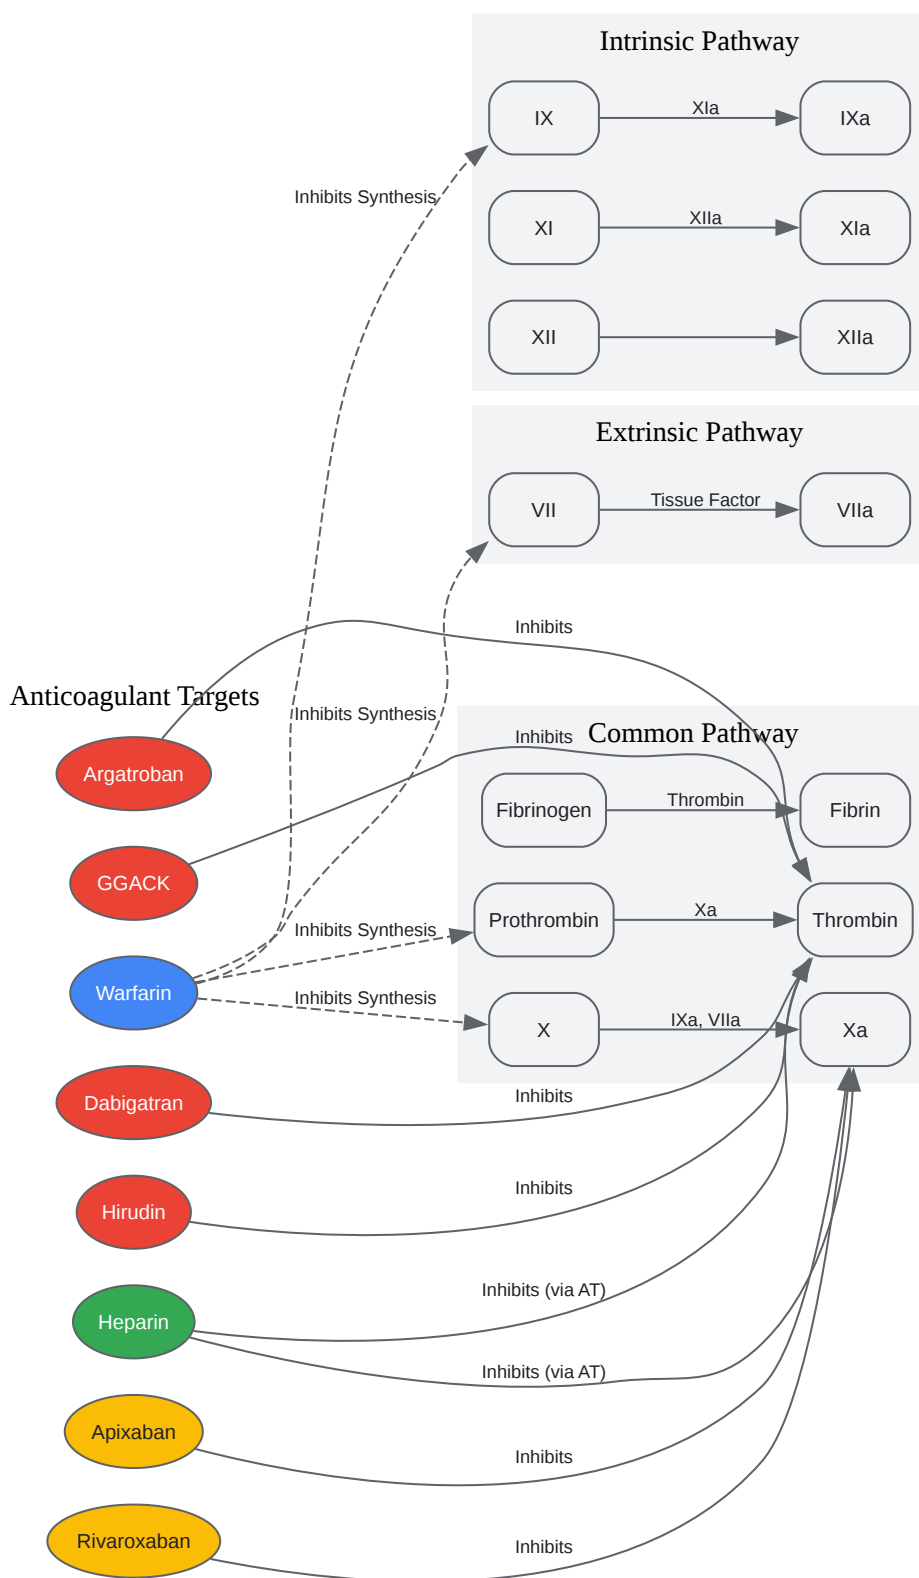 Intrinsic Pathway
IX
XIa
IXa
Inhibits Synthesis
XI
XIIa
XIa
XII
XIIa
Extrinsic Pathway
VII
Tissue Factor
VIIa
Inhibits
Anticoagulant Targets
Inhibits Synthesis
Common Pathway
Inhibits
Argatroban
Fibrinogen
Thrombin
Fibrin
GGACK
Prothrombin
Xa
Thrombin
Inhibits Synthesis
Warfarin
Inhibits Synthesis
X
IXa, VIIa
Xa
Dabigatran
Inhibits
Hirudin
Inhibits
Inhibits (via AT)
Heparin
Inhibits (via AT)
Apixaban
Inhibits
Rivaroxaban
Inhibits